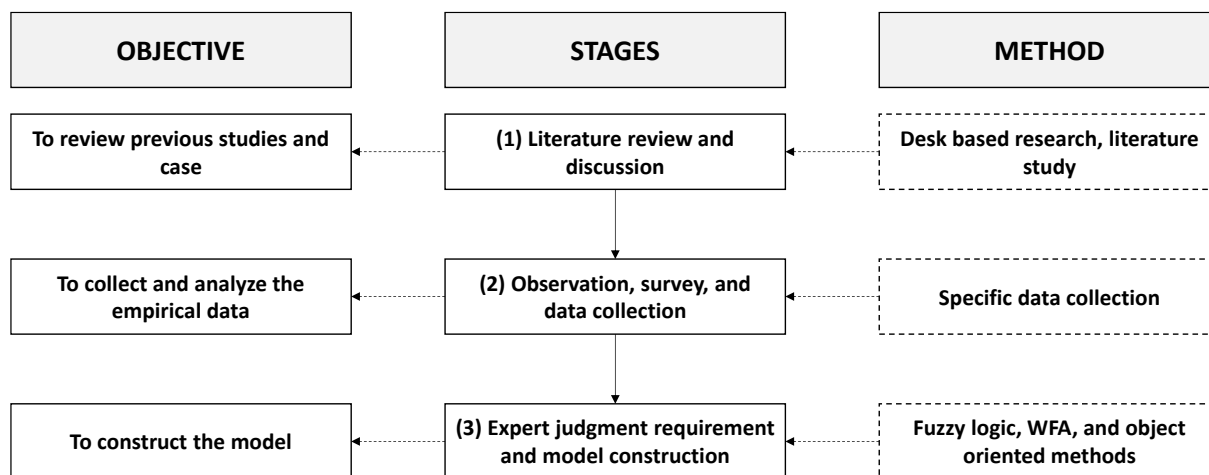 OBJECTIVE
STAGES
METHOD
To review previous studies and
case
(1) Literature review and
discussion
Desk based research, literature
study
To collect and analyze the
empirical data
(2) Observation, survey, and
data collection
Specific data collection
To construct the model
(3) Expert judgment requirement
and model construction
Fuzzy logic, WFA, and object
oriented methods